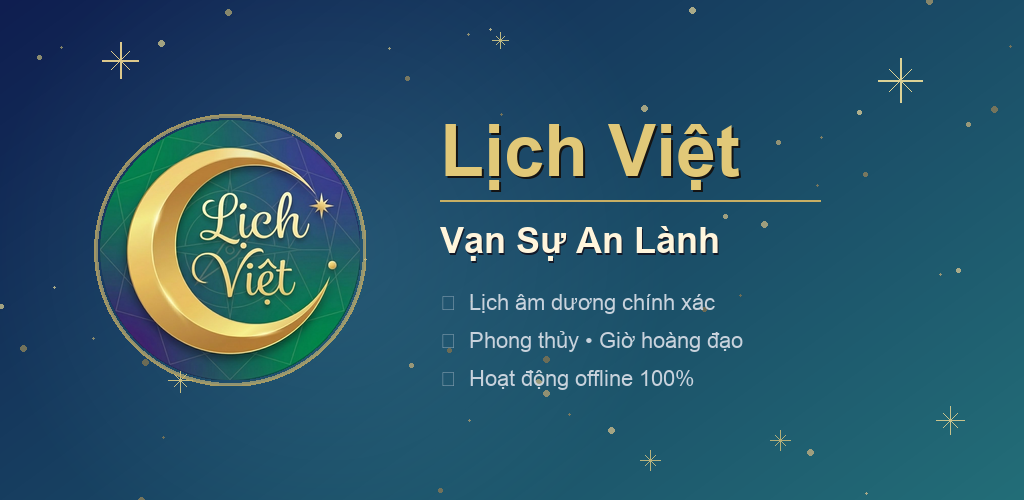 Lịch
Việt
Lịch Việt
Vạn Sự An Lành
Lịch âm dương chính xác
Phong thủy • Giờ hoàng đạo
Hoạt động offline 100%